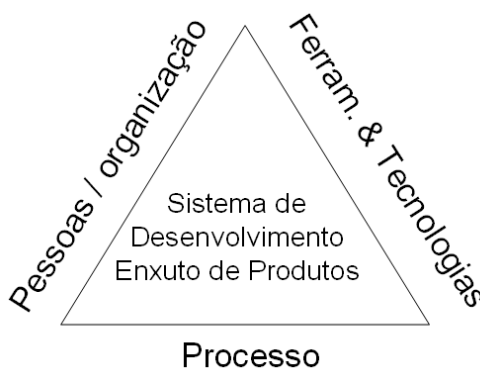 Pessoas / organização
Ferram. & Tecnologias
Sistema de
Desenvolvimento
Enxuto de Produtos
Processo